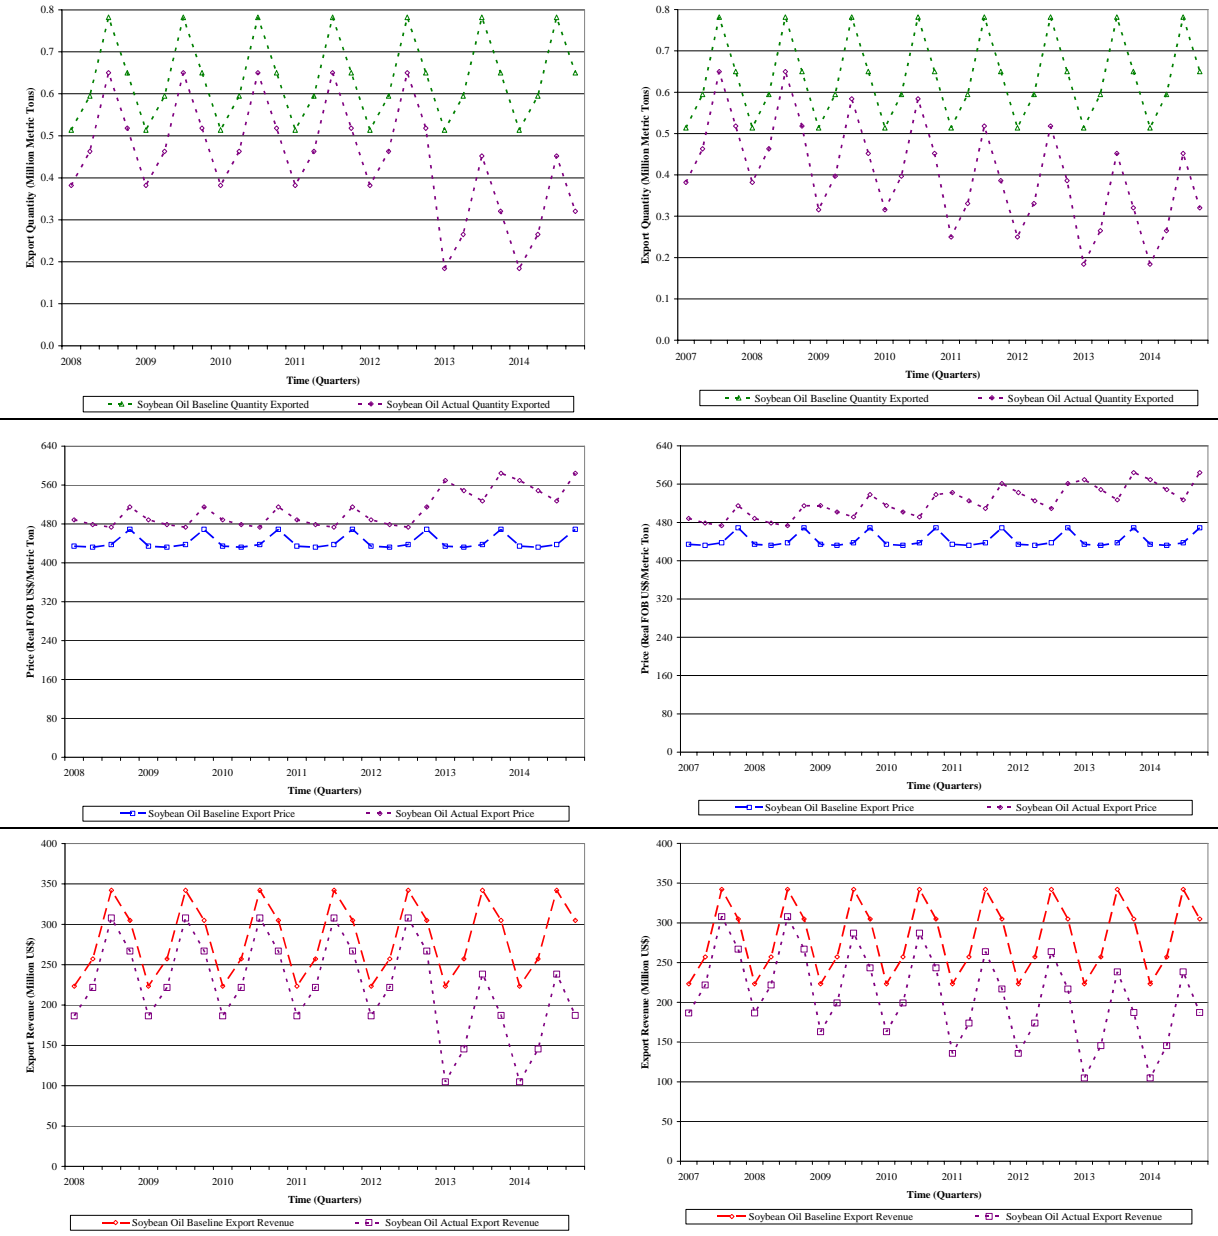 0.8
0.7
0.6
0.5
0.4
0.3
0.2
0.1
0.0
Export Quantity (Million Metric Tons)
2008 2009 2010 2011 2012 2013 2014
Time (Quarters)
Soybean Oil Baseline Quantity Exported Soybean Oil Actual Quantity Exported
0.8
0.7
0.6
0.5
0.4
0.3
0.2
0.1
0.0
Export Quantity (Million Metric Tons)
2007 2008 2009 2010 2011 2012 2013 2014
Time (Quarters)
Soybean Oil Baseline Quantity Exported Soybean Oil Actual Quantity Exported
640
560
480
400
320
240
160
80
0
Price (Real FOB US$/Metric Ton)
2008 2009 2010 2011 2012 2013 2014
Time (Quarters)
Soybean Oil Baseline Export Price Soybean Oil Actual Export Price
640
560
480
400
320
240
160
80
0
Price (Real FOB US$/Metric Ton)
2007 2008 2009 2010 2011 2012 2013 2014
Time (Quarters)
Soybean Oil Baseline Export Price Soybean Oil Actual Export Price
400
350
300
250
200
150
100
50
0
Export Revenue (Million US$)
2008 2009 2010 2011 2012 2013 2014
Time (Quarters)
Soybean Oil Baseline Export Revenue Soybean Oil Actual Export Revenue
400
350
300
250
200
150
100
50
0
Export Revenue (Million US$)
2007 2008 2009 2010 2011 2012 2013 2014
Time (Quarters)
Soybean Oil Baseline Export Revenue Soybean Oil Actual Export Revenue